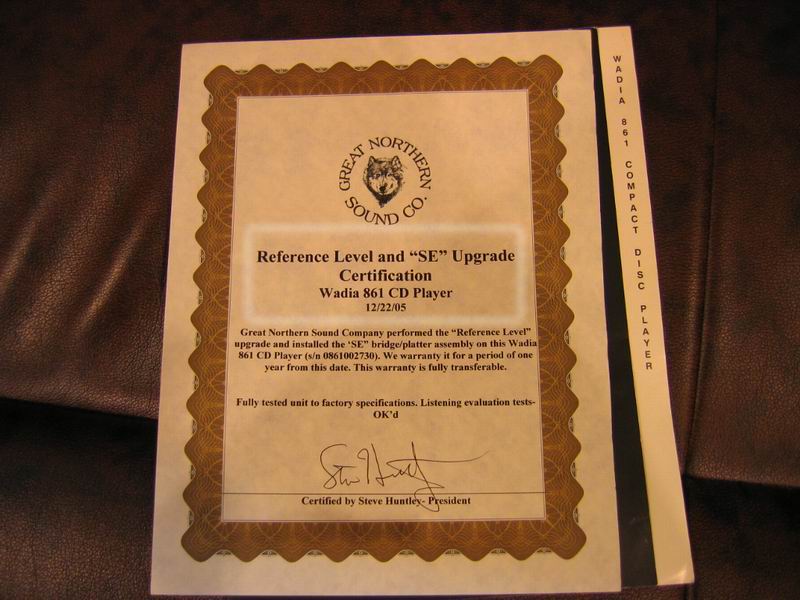 GREAT NORTHERN
SOUND CO.
Reference Level and “SE” Upgrade
Certification
Wadia 861 CD Player
12/22/05
Great Northern Sound Company performed the “Reference Level”
upgrade and installed the ‘SE” bridge/platter assembly on this Wadia
861 CD Player (s/n 0861002730). We warranty it for a period of one
year from this date. This warranty is fully transferable.
Fully tested unit to factory specifications. Listening evaluation tests-
OK’d
Steve Huntley
Certified by Steve Huntley- President
WADIA 861 COMPACT DISC PLAYER